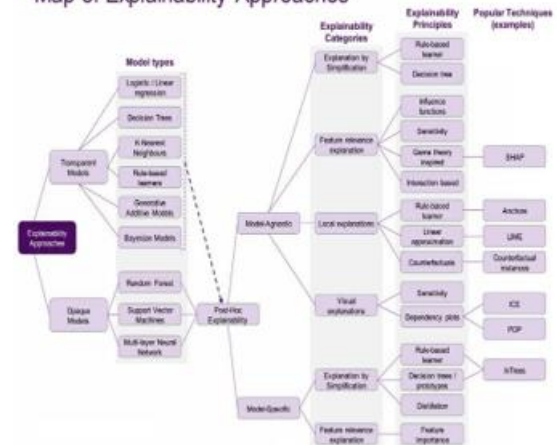 Map of Explainability Approaches
Explainability
Categories
Explainability
Principles
Popular Techniques
(examples)
Model types
Logistic / Linear
regression
Decision Trees
K-Nearest
Neighbours
Rule-based
learners
Generative
Additive Models
Bayesian Models
Transparent
Models
Explainability
Approaches
Opaque
Models
Random Forest
Support Vector
Machines
Multi-layer Neural
Network
Post-Hoc
Explainability
Model-Agnostic
Model-Specific
Explanation by
Simplification
Rule-based
learner
Decision tree
Feature relevance
explanation
Influence
functions
Sensitivity
Game theory
inspired
Interaction based
SHAP
Local explanations
Rule-based
learner
Linear
approximation
Counterfactuals
Anchors
LIME
Counterfactual
instances
Visual
explanations
Sensitivity
Dependency plots
ICE
PDP
Explanation by
Simplification
Rule-based
learner
Decision trees /
prototypes
Distillation
InTrees
Feature relevance
explanation
Feature
Importance